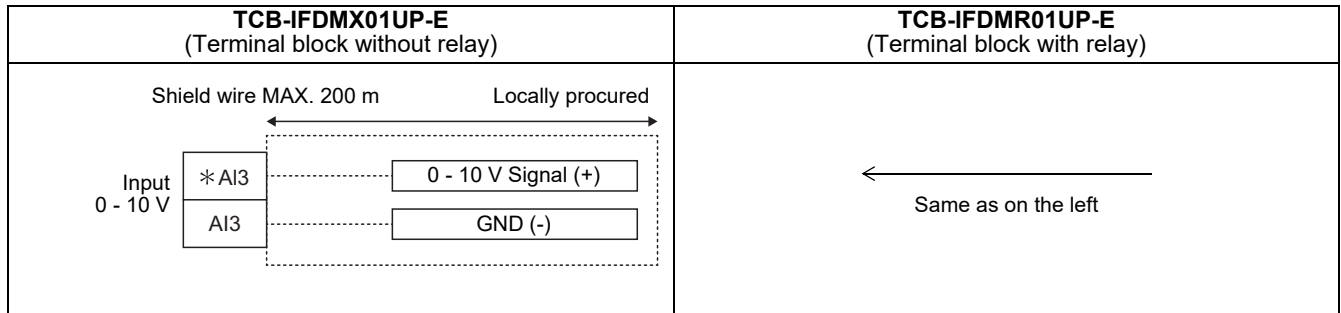 TCB-IFDMX01UP-E
(Terminal block without relay)
TCB-IFDMR01UP-E
(Terminal block with relay)
Shield wire MAX. 200 m
Locally procured
Input
0 - 10 V
＊AI3
0 - 10 V Signal (+)
AI3
GND (-)
Same as on the left